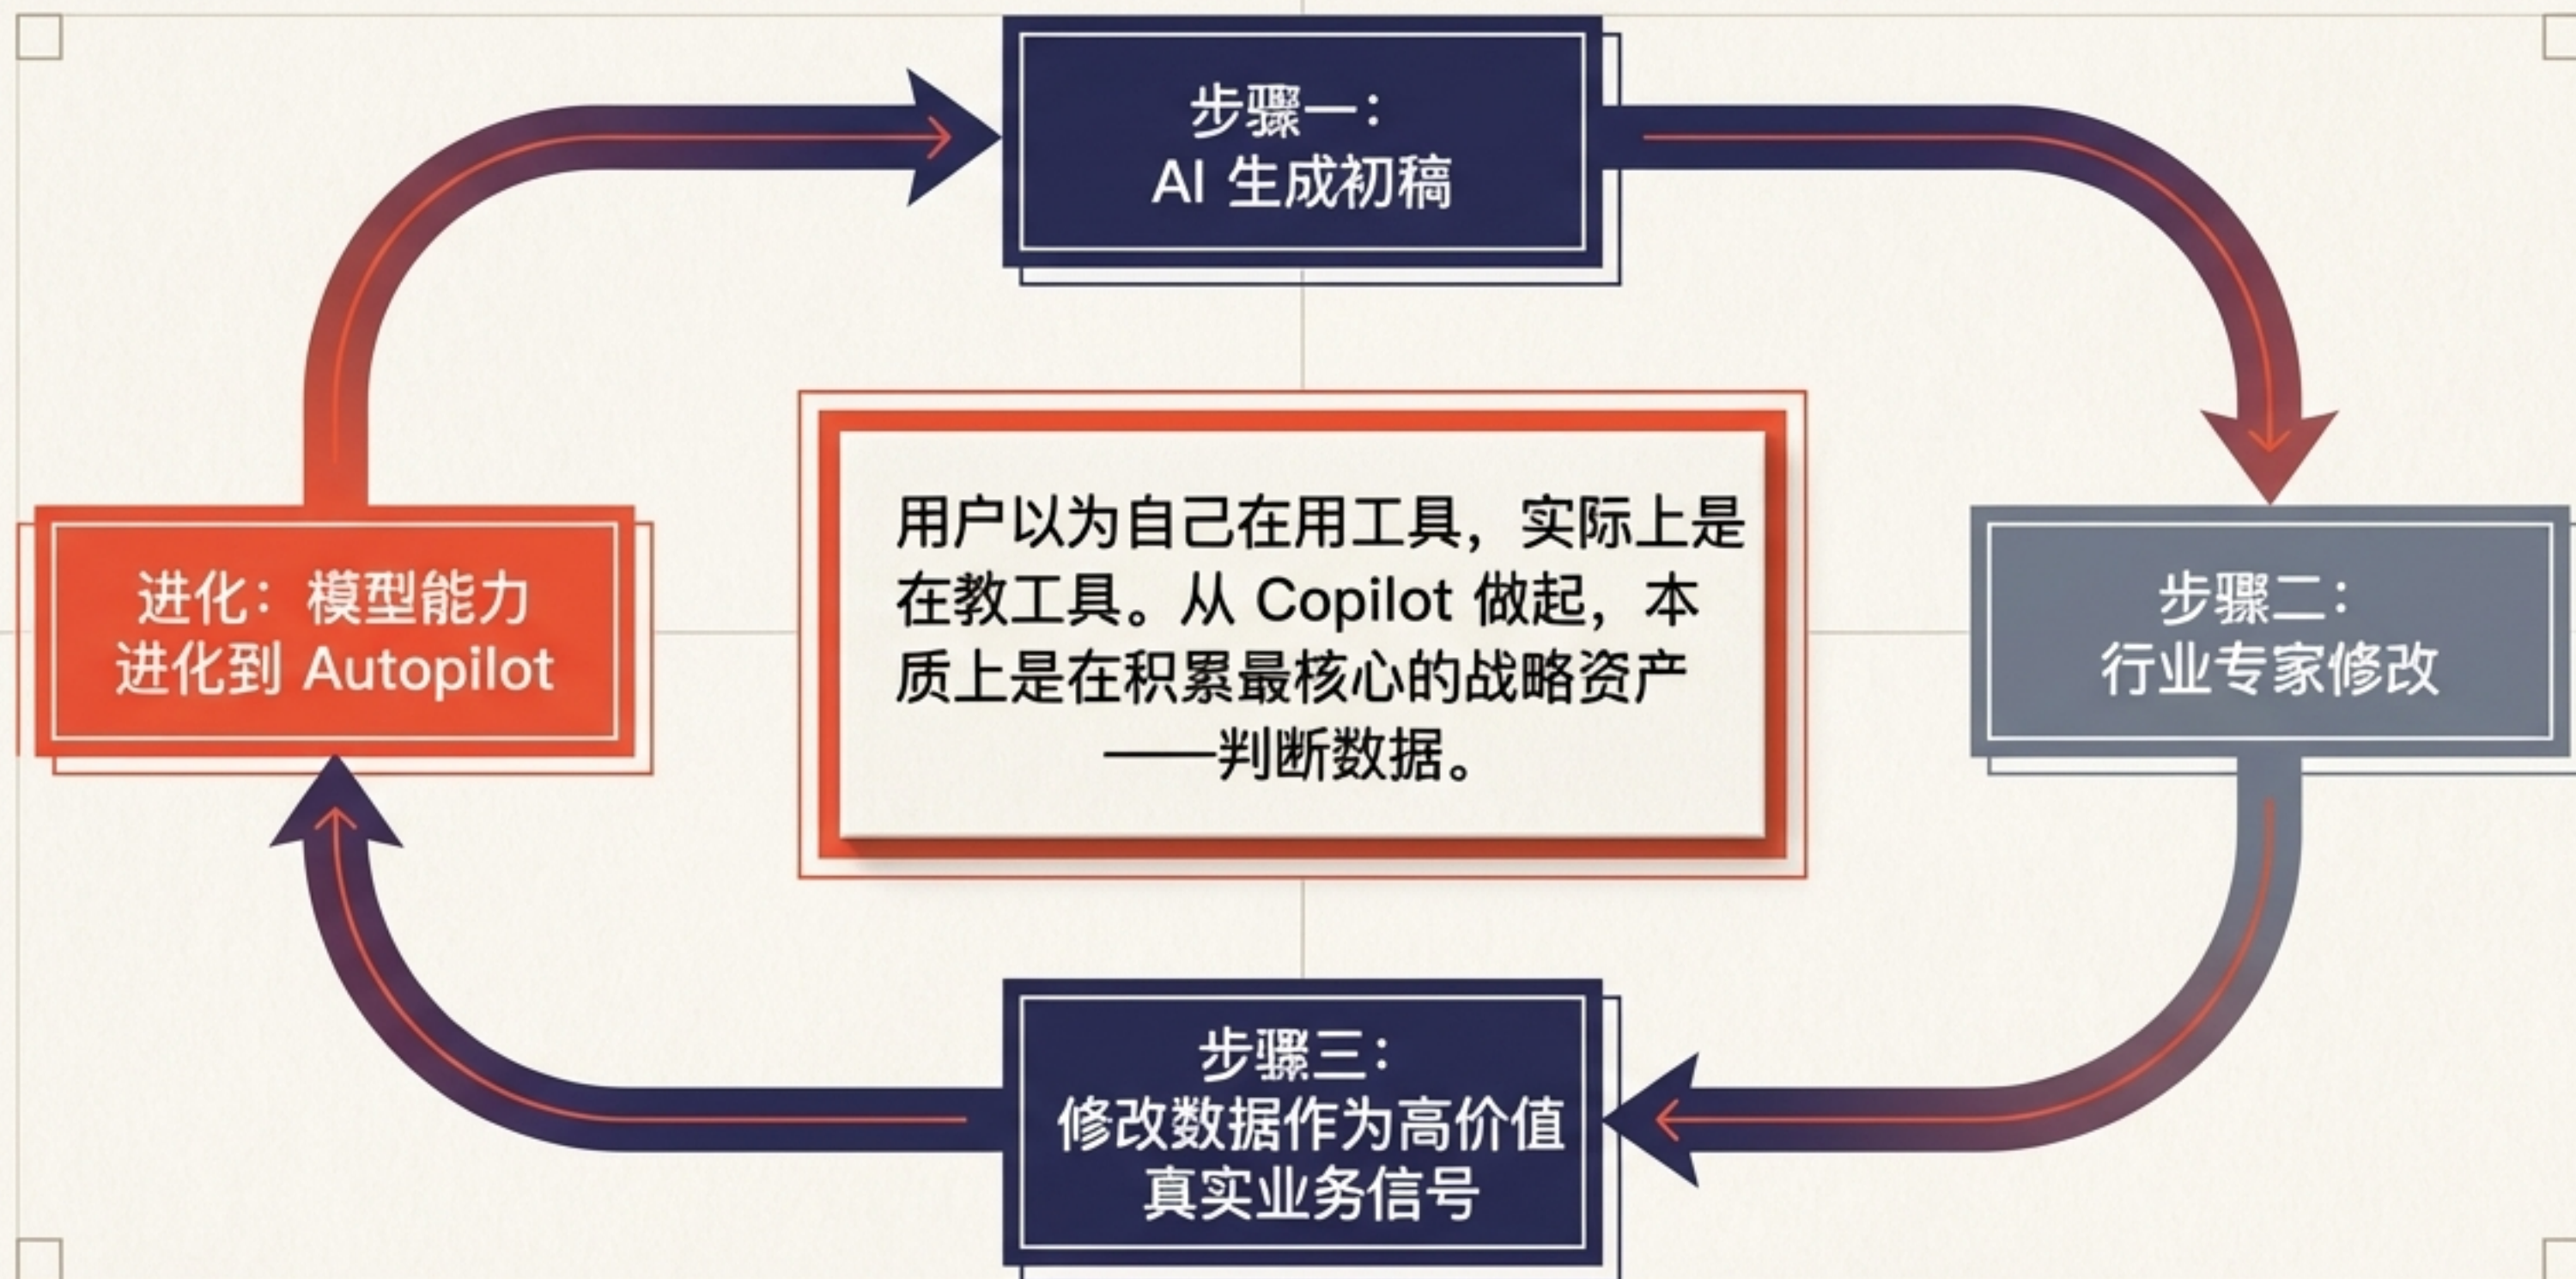 步骤一：
AI 生成初稿
用户以为自己在用工具，实际上是
在教工具。从 Copilot 做起，本
质上是在积累最核心的战略资产
——判断数据。
进化：模型能力
进化到 Autopilot
步骤二：
行业专家修改
步骤三：
修改数据作为高价值
真实业务信号